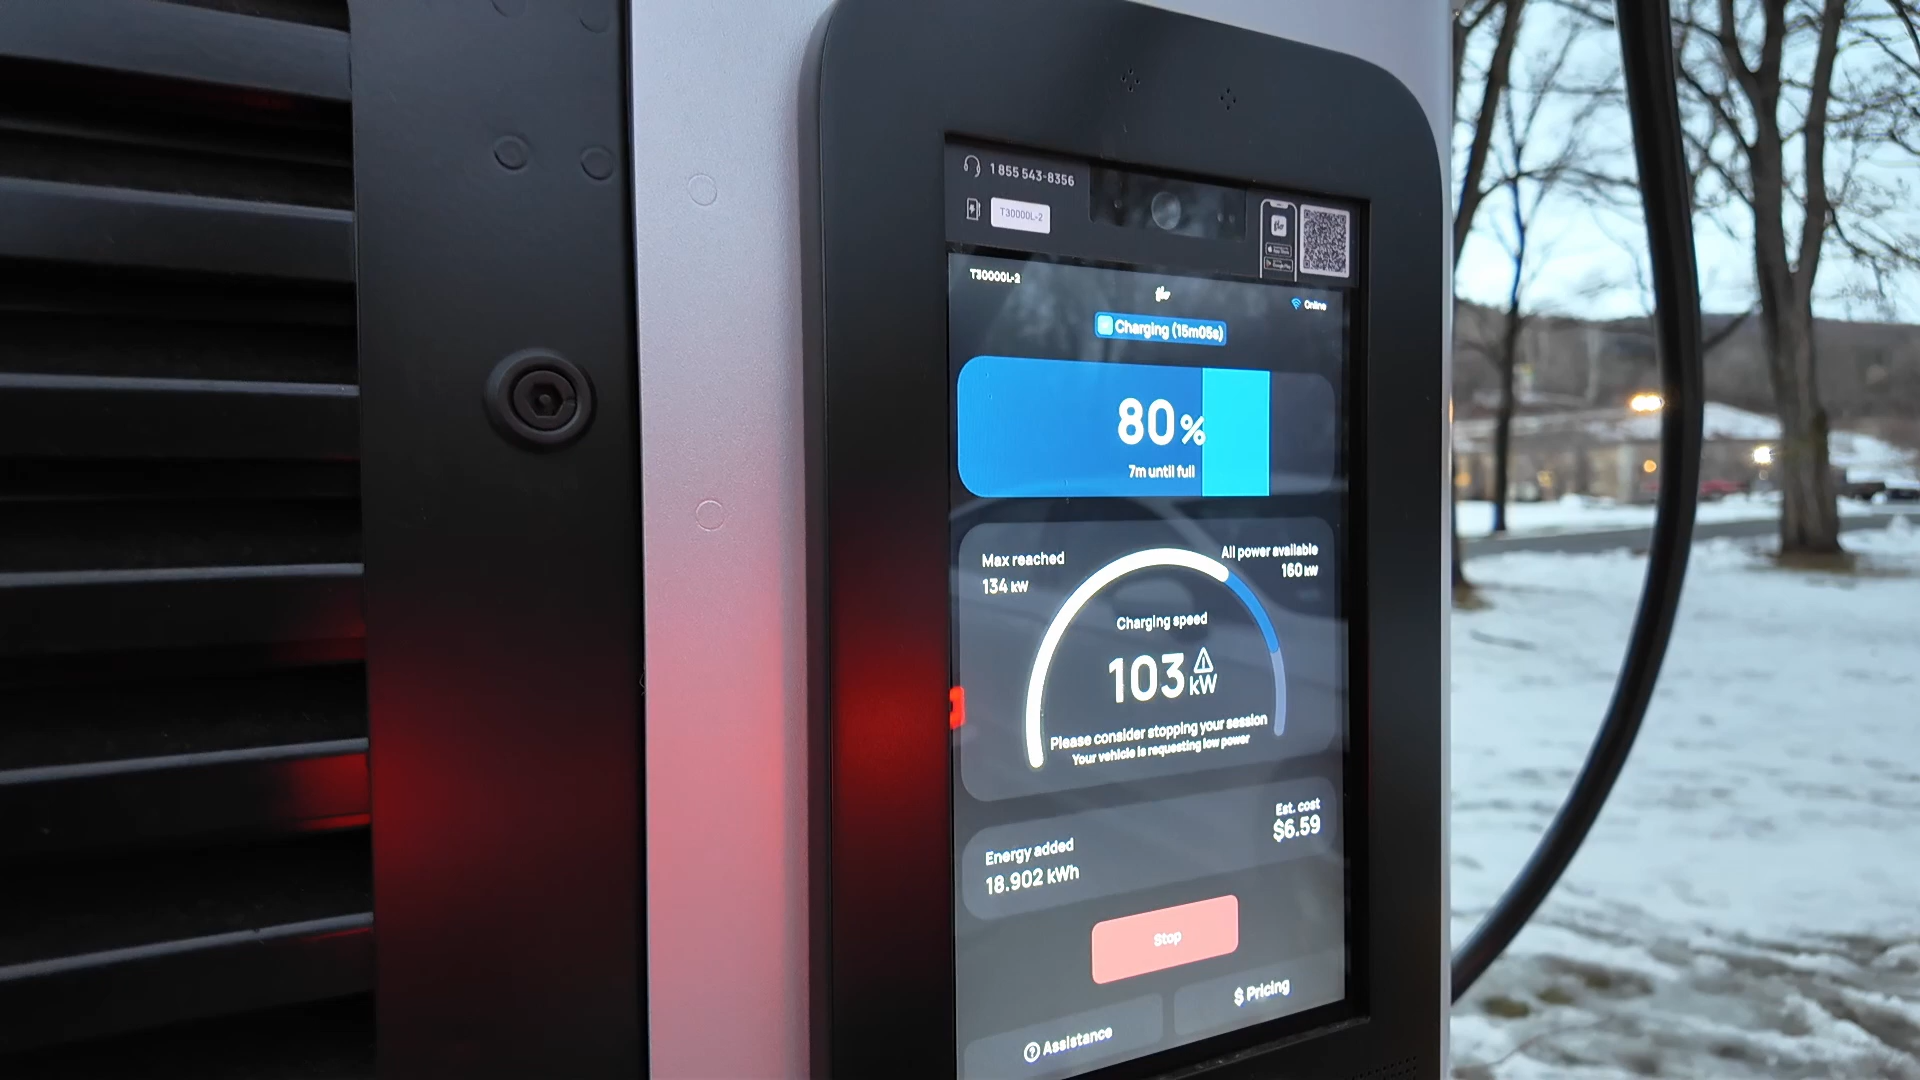 1 855 543-8356
T30000L-2
T30000L-2
flo
Online
Charging (15m05s)
80%
7m until full
Max reached
134 kW
All power available
160 kW
Charging speed
103 kW
Please consider stopping your session
Your vehicle is requesting low power
Est. cost
$6.59
Energy added
18.902 kWh
Stop
$ Pricing
Assistance